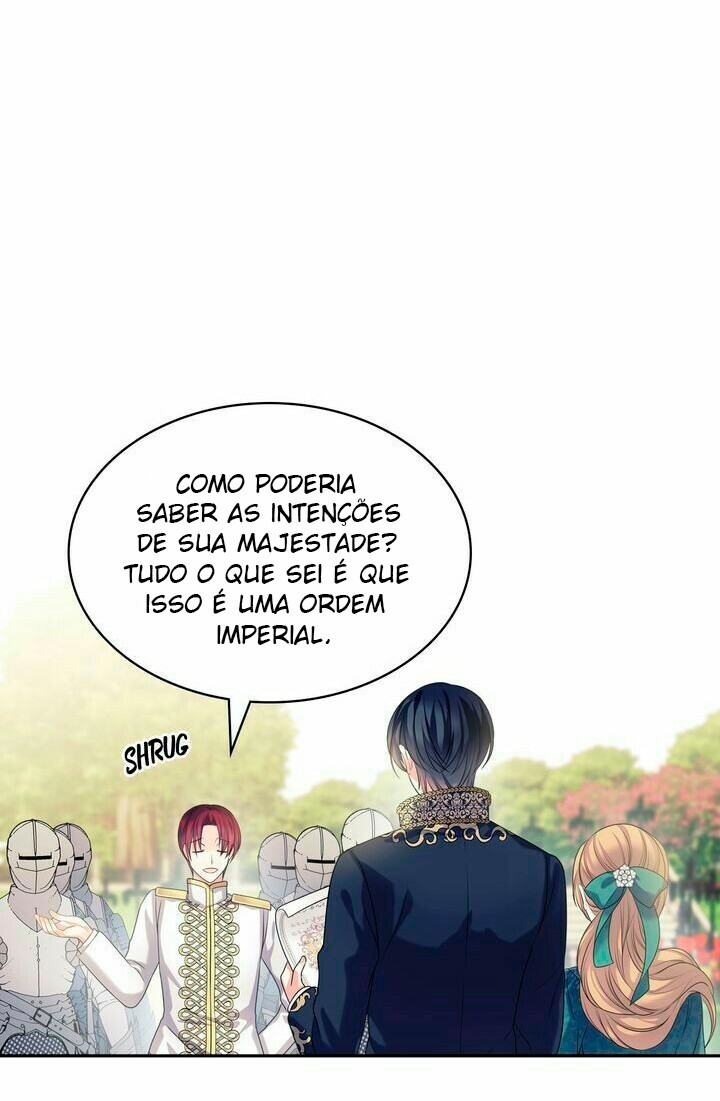 COMO PODERIA
SABER AS INTENÇÕES
DE SUA MAJESTADE?
TUDO O QUE SEI É QUE
ISSO É UMA ORDEM
IMPERIAL.
SHRUG